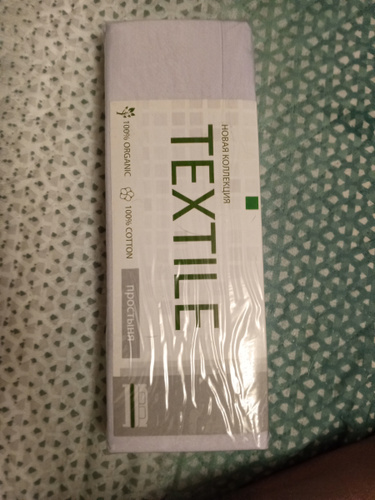 НОВАЯ КОЛЛЕКЦИЯ
TEXTILE
100% ORGANIC
100% COTTON
простыня